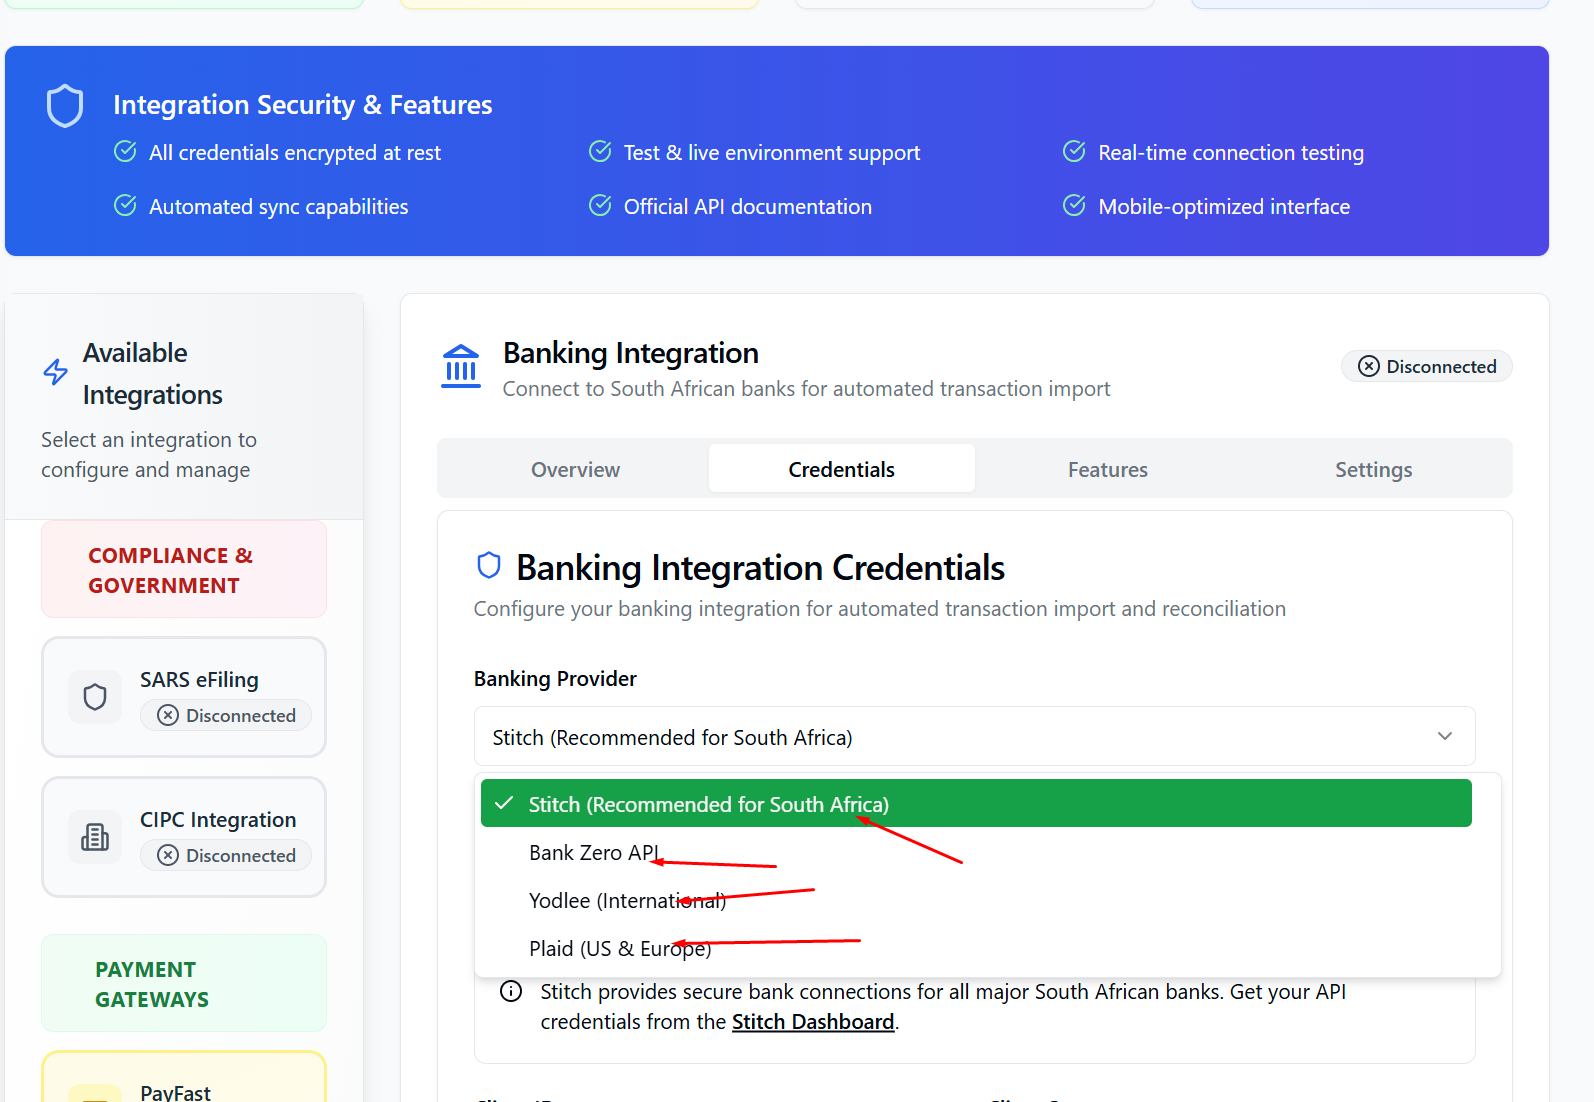 Integration Security & Features
All credentials encrypted at rest
Test & live environment support
Real-time connection testing
Automated sync capabilities
Official API documentation
Mobile-optimized interface
Available
Integrations
Select an integration to
configure and manage
COMPLIANCE &
GOVERNMENT
SARS eFiling
Disconnected
CIPC Integration
Disconnected
PAYMENT
GATEWAYS
PayFast
Banking Integration
Connect to South African banks for automated transaction import
Disconnected
Overview
Credentials
Features
Settings
Banking Integration Credentials
Configure your banking integration for automated transaction import and reconciliation
Banking Provider
Stitch (Recommended for South Africa)
Stitch (Recommended for South Africa)
Bank Zero API
Yodlee (International)
Plaid (US & Europe)
Stitch provides secure bank connections for all major South African banks. Get your API
credentials from the Stitch Dashboard.